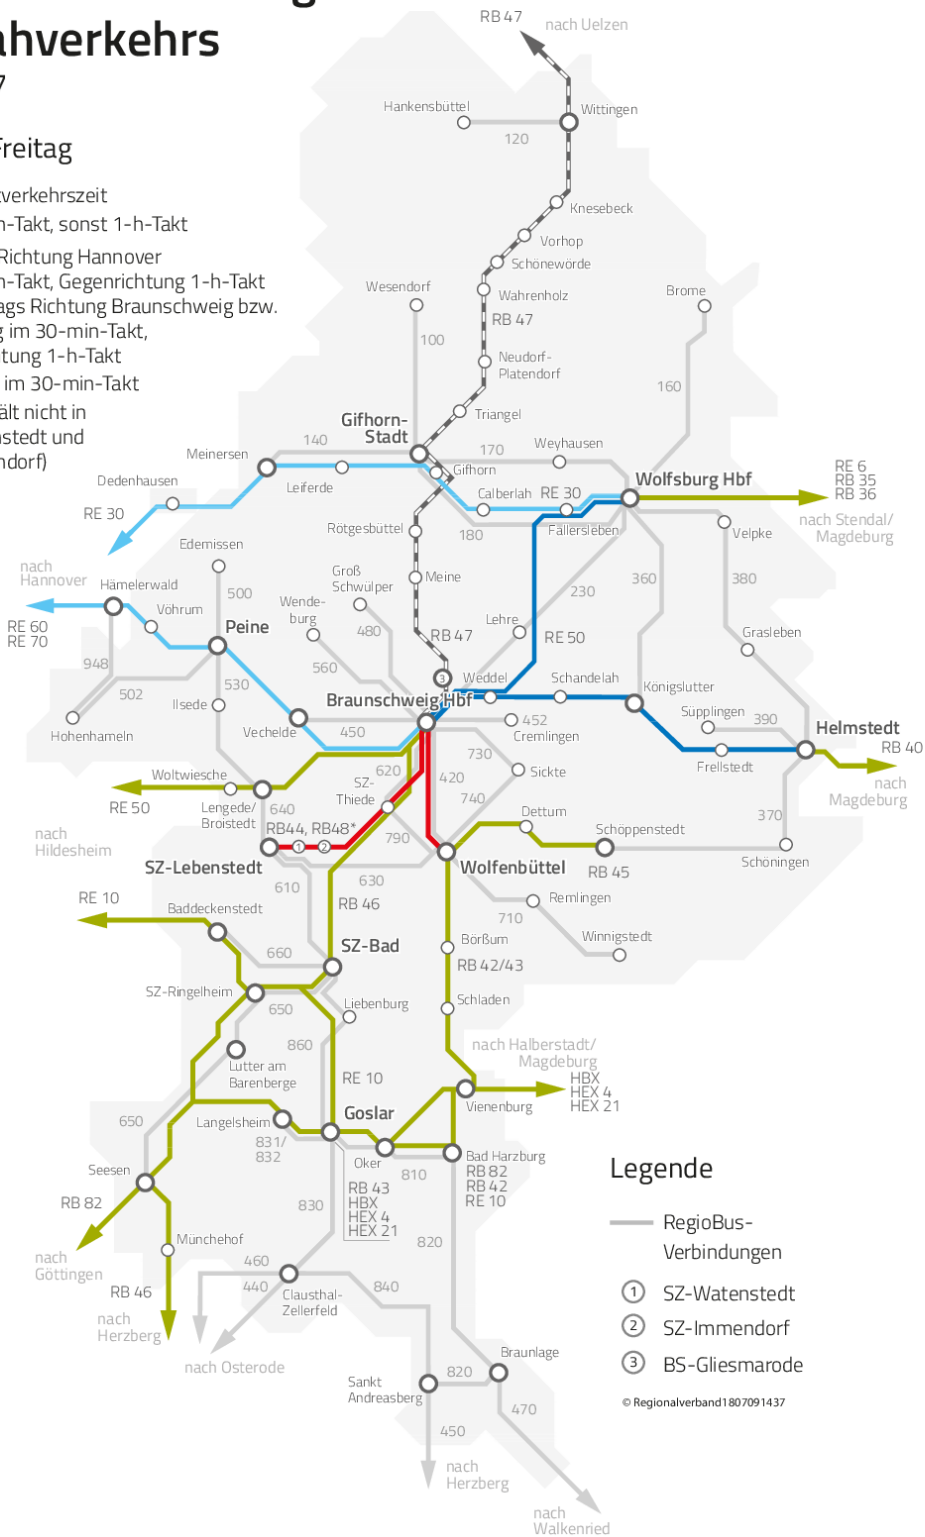 ahverkehrs
7
Freitag
tverkehrszeit
h-Takt, sonst 1-h-Takt
Richtung Hannover
h-Takt, Gegenrichtung 1-h-Takt
ags Richtung Braunschweig bzw.
g im 30-min-Takt,
htung 1-h-Takt
im 30-min-Takt
ält nicht in
nstedt und
ndorf)
RB 47
nach Uelzen
Hankensbüttel
Wittingen
120
Knesebeck
Vorhop
Schönewörde
Wesendorf
Wahrenholz
Brome
RB 47
100
Neudorf-
Platendorf
160
Triangel
Gifhorn-
Stadt
140
170
Weyhausen
Meinersen
Gifhorn
Wolfsburg Hbf
RE 6
RB 35
RB 36
Dedenhausen
Leiferde
Calberlah
RE 30
RE 30
nach Stendal/
Magdeburg
Rötgesbüttel
180
Fallersleben
Velpke
Edemissen
nach
Hannover
Hämelerwald
Groß
Schwülper
Meine
500
230
360
380
Vöhrum
Wende-
burg
RE 60
RE 70
Peine
480
Lehre
RB 47
RE 50
Grasleben
948
560
502
530
Weddel
Schandelah
Königslutter
Ilsede
Braunschweig Hbf
3
Süpplingen
390
Hohenhameln
Vechelde
450
452
Cremlingen
Helmstedt
RB 40
730
Frellstedt
nach
Magdeburg
Woltwiesche
620
SZ-
Thiede
420
Sickte
RE 50
Lengede/
Broistedt
640
740
Dettum
370
nach
Hildesheim
RB44, RB48*
790
Schöppenstedt
1
2
SZ-Lebenstedt
Wolfenbüttel
Schöningen
RB 45
610
630
RE 10
Baddeckenstedt
RB 46
Remlingen
710
Winnigstedt
SZ-Bad
Börßum
660
RB 42/43
SZ-Ringelheim
Liebenburg
Schladen
650
860
nach Halberstadt/
Magdeburg
Lutter am
Barenberge
RE 10
HBX
HEX 4
HEX 21
Vienenburg
650
Langelsheim
Goslar
831/
832
Oker
Bad Harzburg
RB 82
RB 42
RE 10
810
Legende
Seesen
RB 43
HBX
HEX 4
HEX 21
RB 82
830
RegioBus-
Verbindungen
Münchehof
820
nach
Göttingen
460
1 SZ-Watenstedt
RB 46
440
840
Clausthal-
Zellerfeld
2 SZ-Immendorf
nach
Herzberg
3 BS-Gliesmarode
nach Osterode
Braunlage
820
Sankt
Andreasberg
© Regionalverband1807091437
470
450
nach
Herzberg
nach
Walkenried